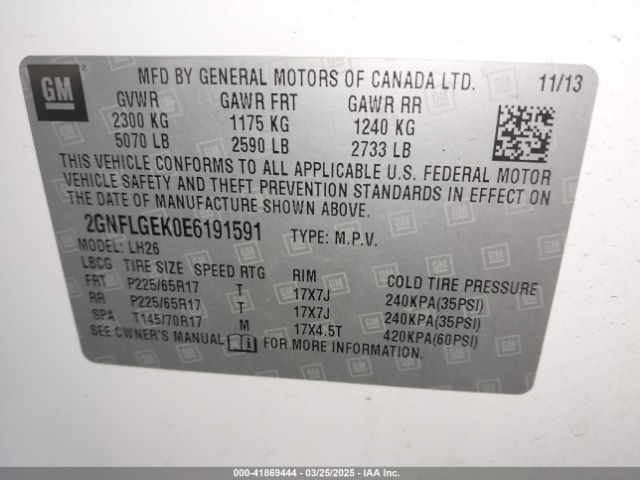 GM
MFD BY GENERAL MOTORS OF CANADA LTD. 11/13
GVWR GAWR FRT GAWR RR
2300 KG 1175 KG 1240 KG
5070 LB 2590 LB 2733 LB
THIS VEHICLE CONFORMS TO ALL APPLICABLE U.S. FEDERAL MOTOR
VEHICLE SAFETY AND THEFT PREVENTION STANDARDS IN EFFECT ON
THE DATE OF MANUFACTURE SHOWN ABOVE.
2GNFLGEK0E6191591 TYPE: M.P.V.
MODEL: LH26
LBCG TIRE SIZE SPEED RTG RIM COLD TIRE PRESSURE
FRT P225/65R17 T 17X7J 240KPA(35PSI)
RR P225/65R17 T 17X7J 240KPA(35PSI)
SPA T145/70R17 M 17X4.5T 420KPA(60PSI)
SEE OWNER'S MANUAL FOR MORE INFORMATION.
000-41869444 / 03/25/2025 - IAA Inc.